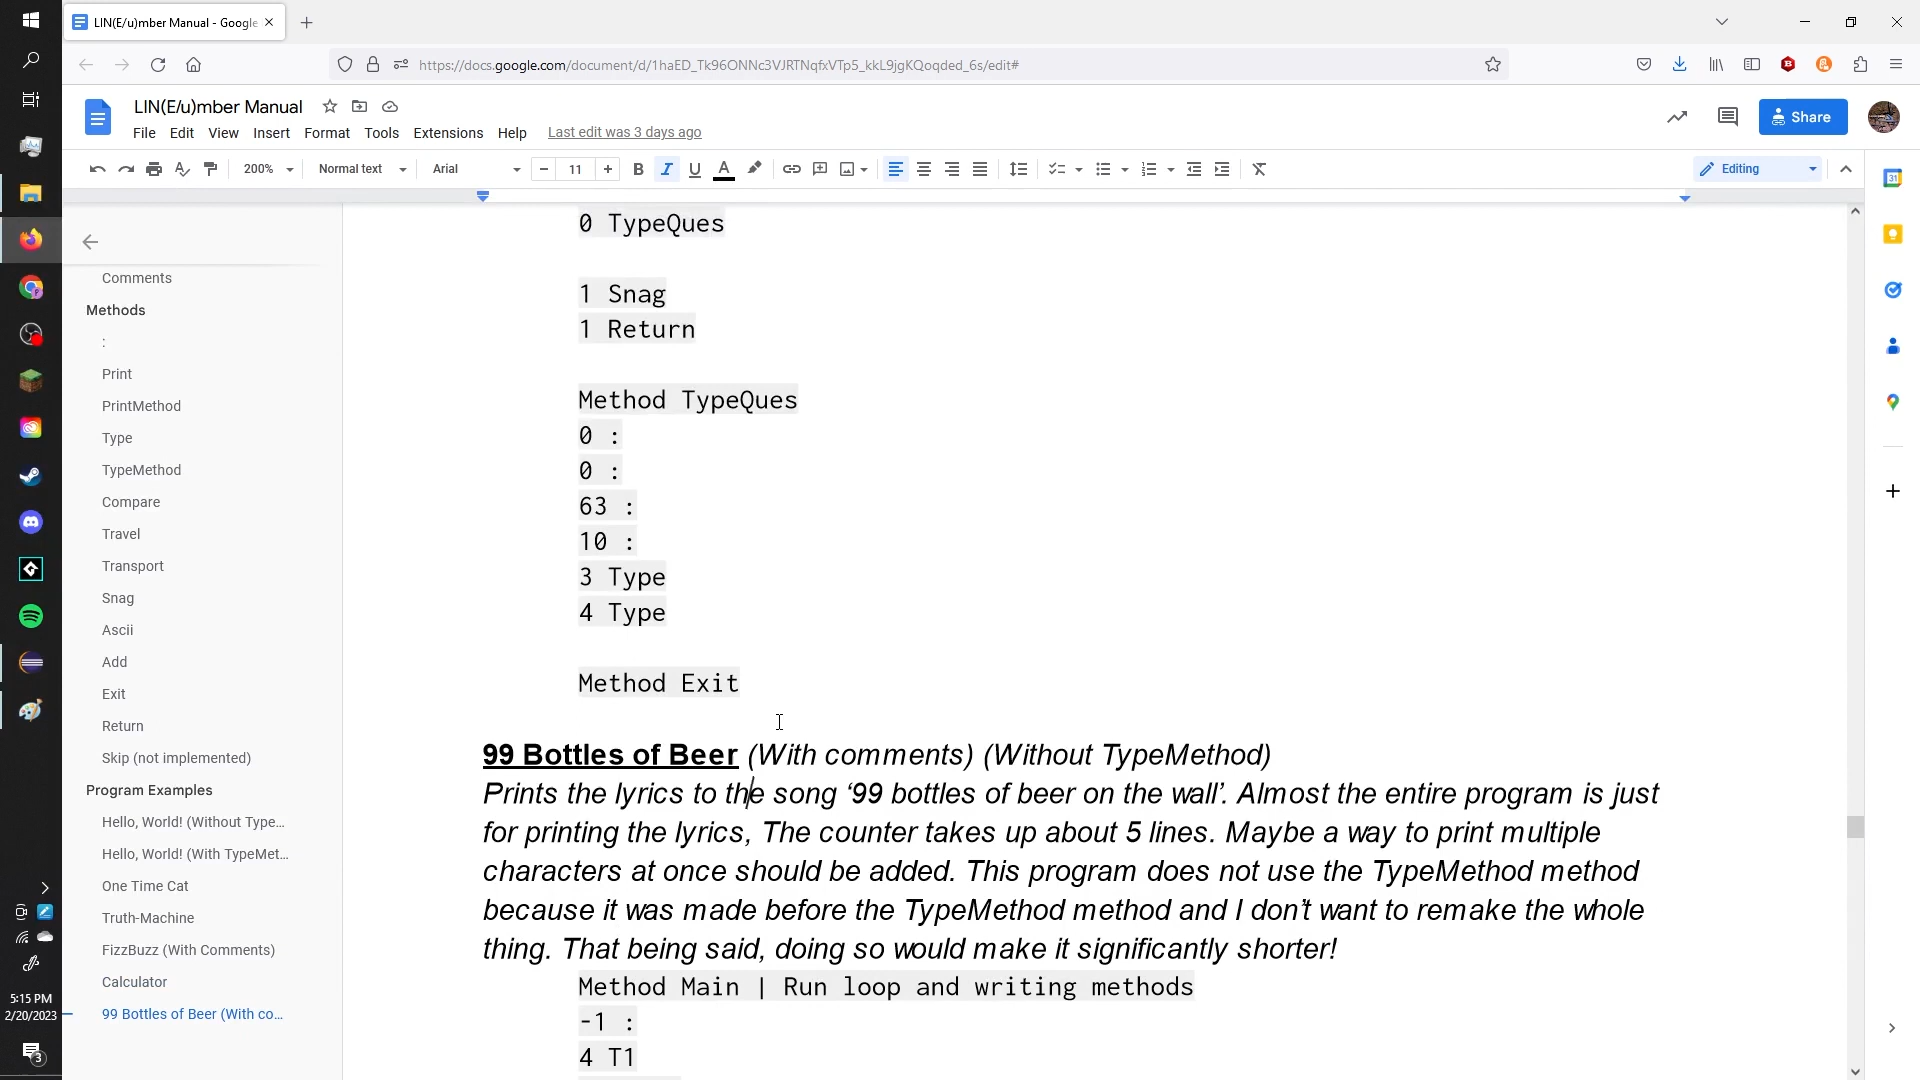 LIN(E/u)mber Manual - Google
https://docs.google.com/document/d/1haED_Tk96ONNc3VJRTNqfxVTp5_kkL9jgKQoqded_6s/edit#
LIN(E/u)mber Manual
File Edit View Insert Format Tools Extensions Help Last edit was 3 days ago
Share
200% Normal text Arial 11 Editing
31
Comments
Methods
:
Print
PrintMethod
Type
TypeMethod
Compare
Travel
Transport
Snag
Ascii
Add
Exit
Return
Skip (not implemented)
Program Examples
Hello, World! (Without Type...
Hello, World! (With TypeMet...
One Time Cat
Truth-Machine
FizzBuzz (With Comments)
Calculator
99 Bottles of Beer (With co...
0 TypeQues
1 Snag
1 Return
Method TypeQues
0 :
0 :
63 :
10 :
3 Type
4 Type
Method Exit
99 Bottles of Beer (With comments) (Without TypeMethod)
Prints the lyrics to the song ‘99 bottles of beer on the wall’. Almost the entire program is just
for printing the lyrics, The counter takes up about 5 lines. Maybe a way to print multiple
characters at once should be added. This program does not use the TypeMethod method
because it was made before the TypeMethod method and I don’t want to remake the whole
thing. That being said, doing so would make it significantly shorter!
Method Main | Run loop and writing methods
-1 :
4 T1
5:15 PM
2/20/2023
3